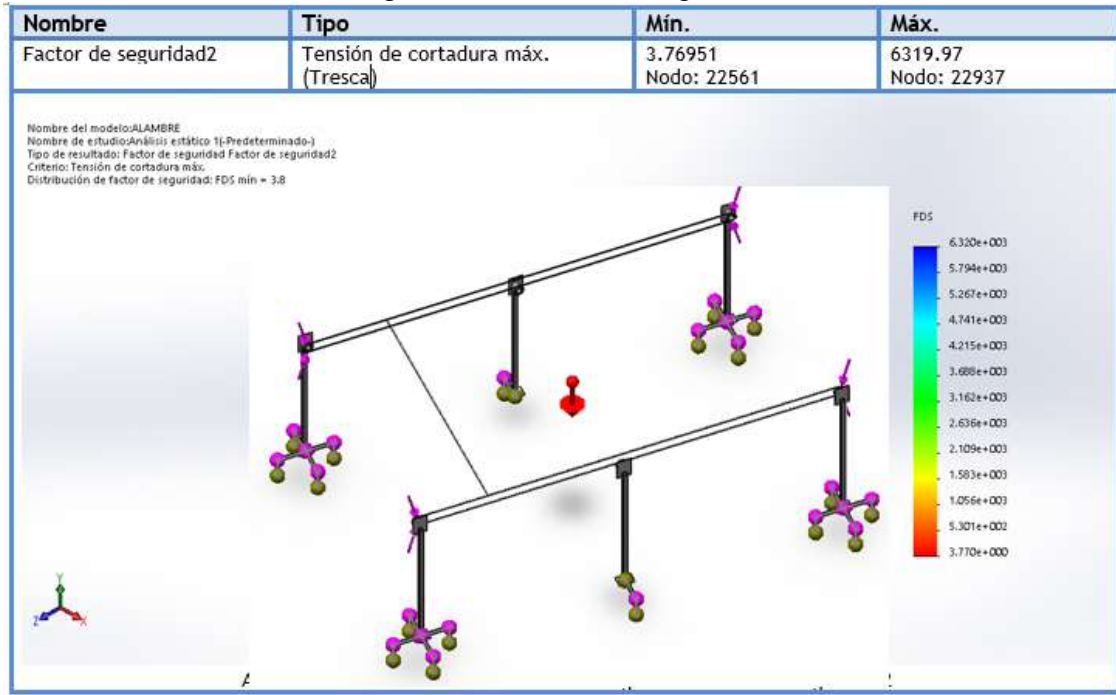 Nombre Tipo Mín. Máx.
Factor de seguridad2 Tensión de cortadura máx. 3.76951 6319.97
(Tresca) Nodo: 22561 Nodo: 22937
Nombre del modelo:ALAMBRE
Nombre de estudio:Análisis estático 1(-Predeterminado-)
Tipo de resultado: Factor de seguridad Factor de seguridad2
Criterio: Tensión de cortadura máx.
Distribución de factor de seguridad: FDS mín = 3.8
FDS
6.320e+003
5.794e+003
5.267e+003
4.741e+003
4.215e+003
3.688e+003
3.162e+003
2.636e+003
2.109e+003
1.583e+003
1.056e+003
5.301e+002
3.770e+000
Y
Z X